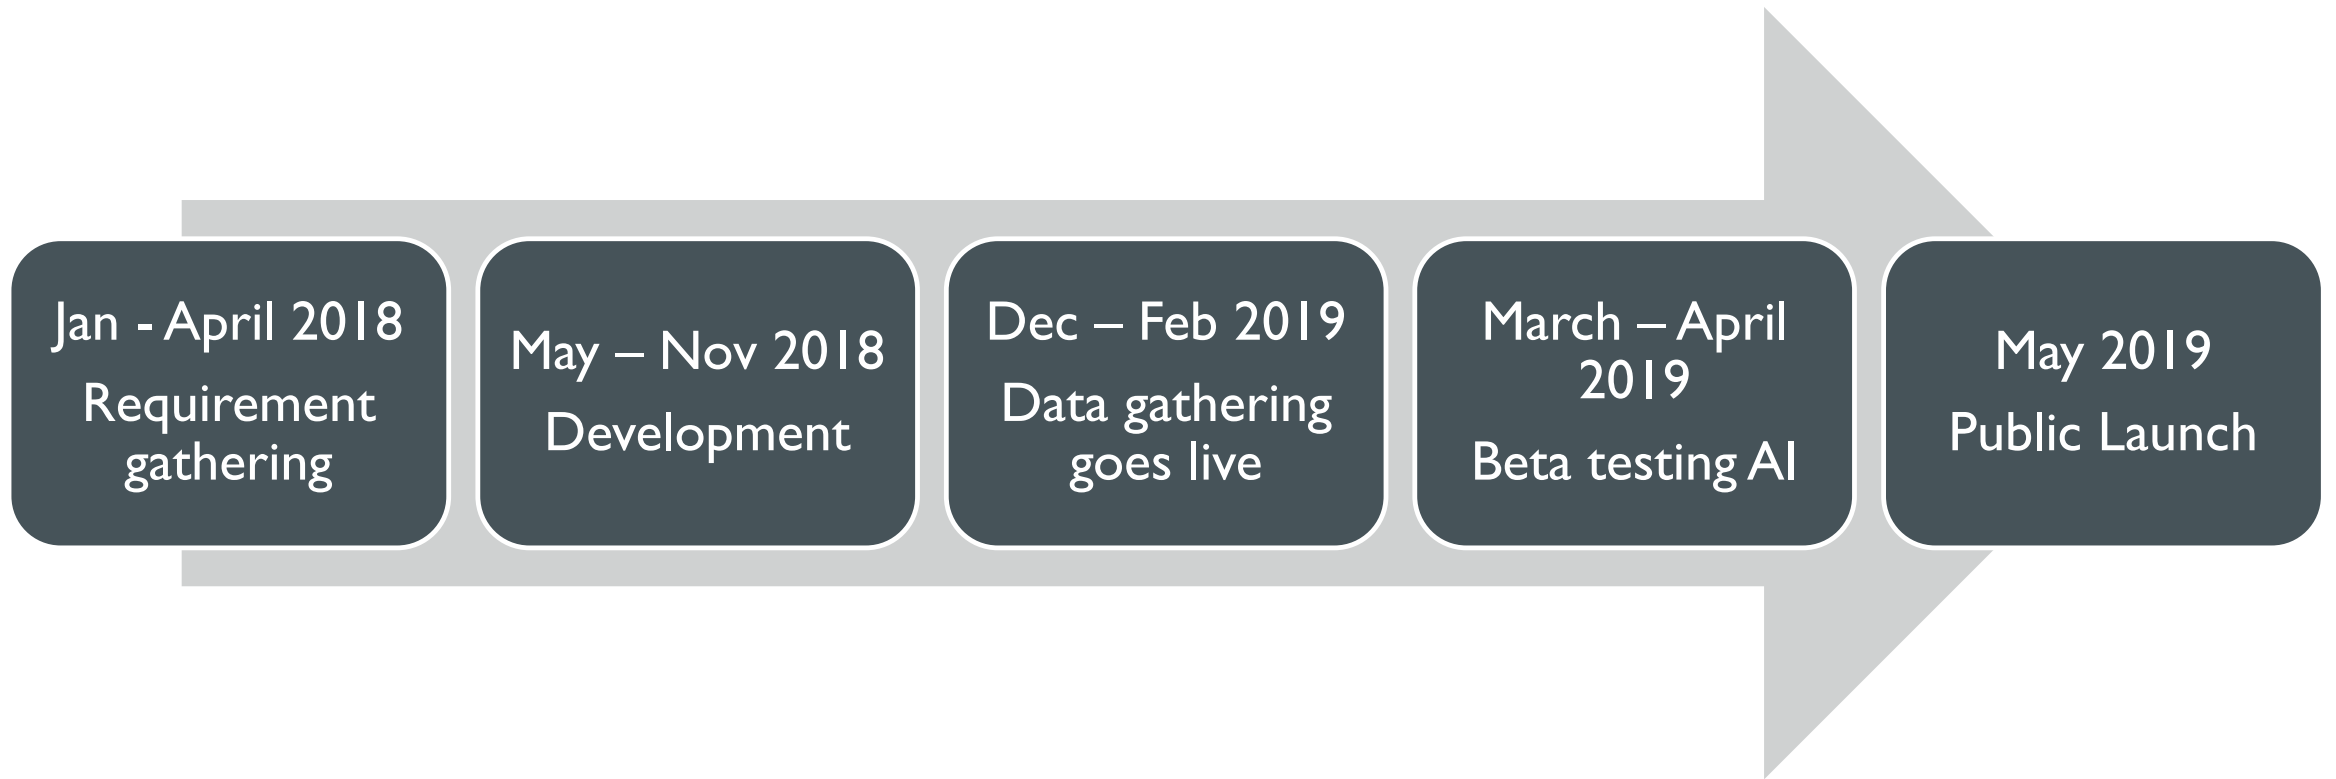 Jan - April 2018
Requirement
gathering
May – Nov 2018
Development
Dec – Feb 2019
Data gathering
goes live
March – April
2019
Beta testing AI
May 2019
Public Launch